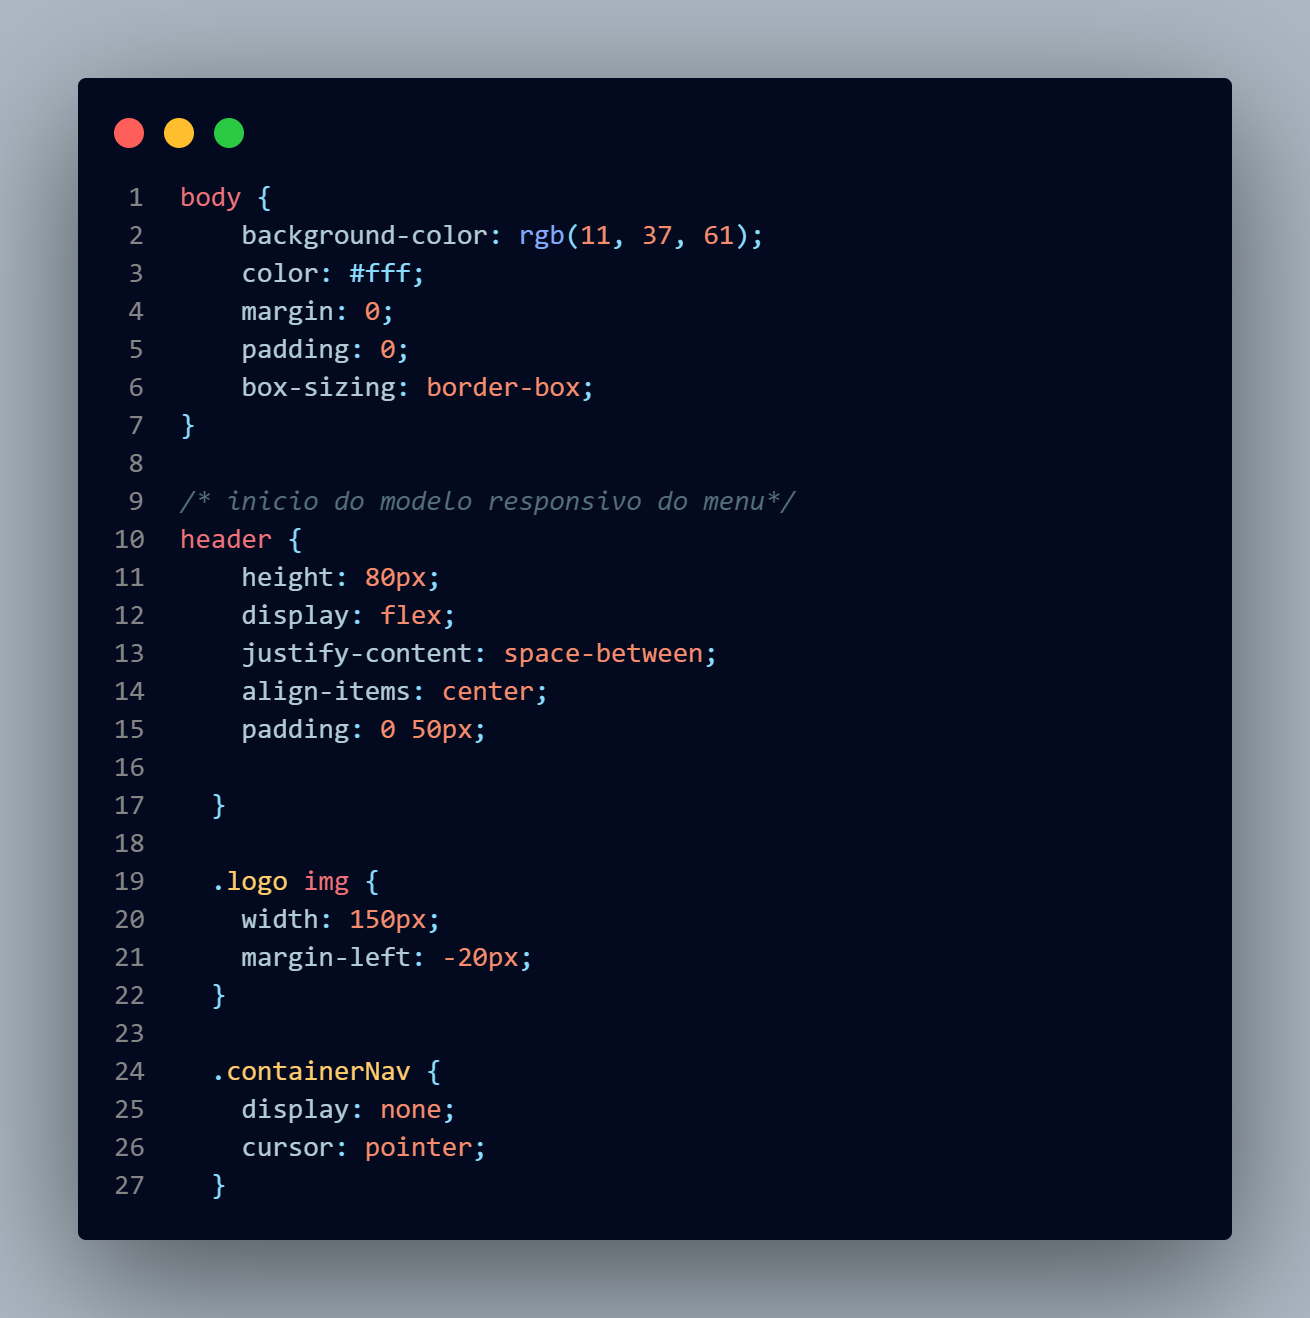 1 body {
2     background-color: rgb(11, 37, 61);
3     color: #fff;
4     margin: 0;
5     padding: 0;
6     box-sizing: border-box;
7 }
8
9 /* inicio do modelo responsivo do menu*/
10 header {
11     height: 80px;
12     display: flex;
13     justify-content: space-between;
14     align-items: center;
15     padding: 0 50px;
16
17   }
18
19   .logo img {
20     width: 150px;
21     margin-left: -20px;
22   }
23
24   .containerNav {
25     display: none;
26     cursor: pointer;
27   }